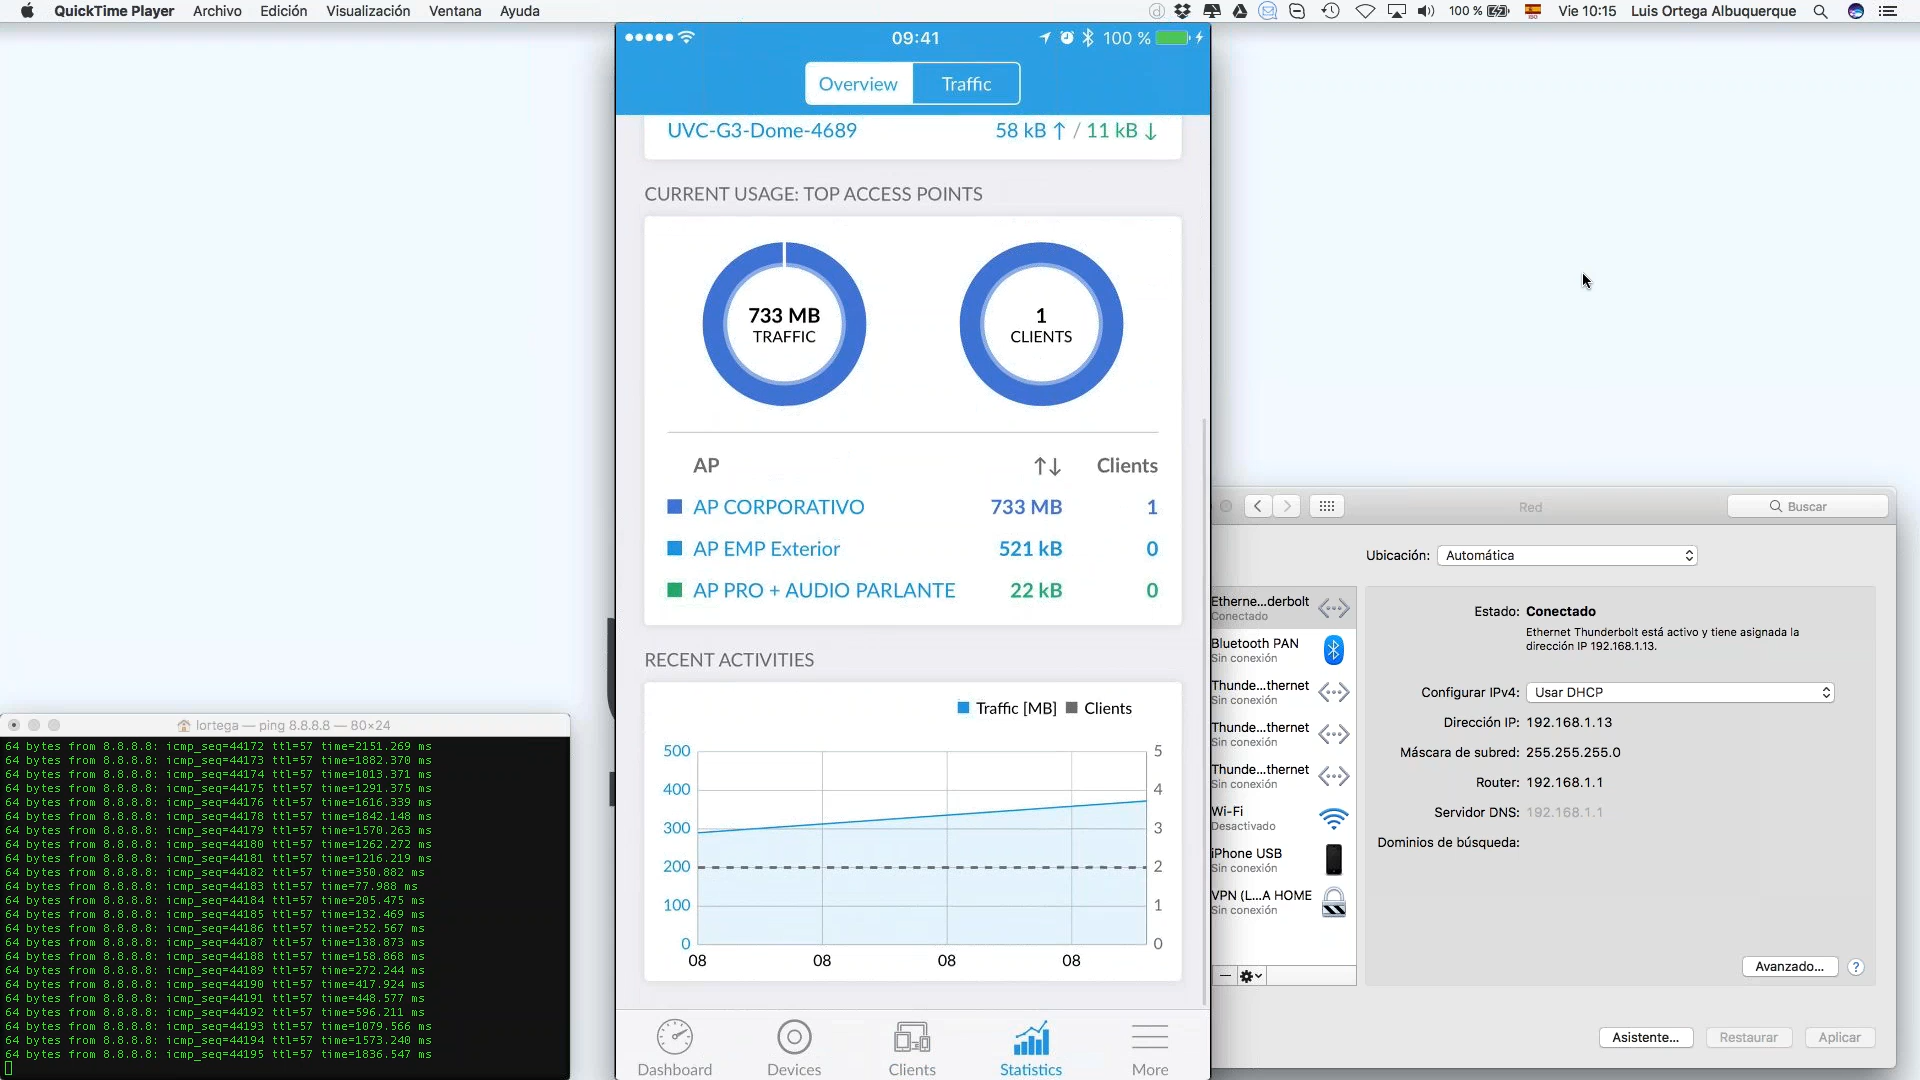 QuickTime Player Archivo Edición Visualización Ventana Ayuda
100 % Vie 10:15 Luis Ortega Albuquerque
09:41 100 %
Overview Traffic
UVC-G3-Dome-4689 58 kB ↑ / 11 kB ↓
CURRENT USAGE: TOP ACCESS POINTS
733 MB
TRAFFIC
1
CLIENTS
AP ↑↓ Clients
AP CORPORATIVO 733 MB 1
AP EMP Exterior 521 kB 0
AP PRO + AUDIO PARLANTE 22 kB 0
RECENT ACTIVITIES
Traffic [MB] Clients
500 5
400 4
300 3
200 2
100 1
0 0
08 08 08 08
Dashboard Devices Clients Statistics More
lortega — ping 8.8.8.8 — 80×24
64 bytes from 8.8.8.8: icmp_seq=44172 ttl=57 time=2151.269 ms
64 bytes from 8.8.8.8: icmp_seq=44173 ttl=57 time=1882.370 ms
64 bytes from 8.8.8.8: icmp_seq=44174 ttl=57 time=1013.371 ms
64 bytes from 8.8.8.8: icmp_seq=44175 ttl=57 time=1291.375 ms
64 bytes from 8.8.8.8: icmp_seq=44176 ttl=57 time=1616.339 ms
64 bytes from 8.8.8.8: icmp_seq=44178 ttl=57 time=1842.148 ms
64 bytes from 8.8.8.8: icmp_seq=44179 ttl=57 time=1570.263 ms
64 bytes from 8.8.8.8: icmp_seq=44180 ttl=57 time=1262.272 ms
64 bytes from 8.8.8.8: icmp_seq=44181 ttl=57 time=1216.219 ms
64 bytes from 8.8.8.8: icmp_seq=44182 ttl=57 time=350.882 ms
64 bytes from 8.8.8.8: icmp_seq=44183 ttl=57 time=77.988 ms
64 bytes from 8.8.8.8: icmp_seq=44184 ttl=57 time=205.475 ms
64 bytes from 8.8.8.8: icmp_seq=44185 ttl=57 time=132.469 ms
64 bytes from 8.8.8.8: icmp_seq=44186 ttl=57 time=252.567 ms
64 bytes from 8.8.8.8: icmp_seq=44187 ttl=57 time=138.873 ms
64 bytes from 8.8.8.8: icmp_seq=44188 ttl=57 time=158.868 ms
64 bytes from 8.8.8.8: icmp_seq=44189 ttl=57 time=272.244 ms
64 bytes from 8.8.8.8: icmp_seq=44190 ttl=57 time=417.924 ms
64 bytes from 8.8.8.8: icmp_seq=44191 ttl=57 time=448.577 ms
64 bytes from 8.8.8.8: icmp_seq=44192 ttl=57 time=596.211 ms
64 bytes from 8.8.8.8: icmp_seq=44193 ttl=57 time=1079.566 ms
64 bytes from 8.8.8.8: icmp_seq=44194 ttl=57 time=1573.240 ms
64 bytes from 8.8.8.8: icmp_seq=44195 ttl=57 time=1836.547 ms
Red Buscar
Ubicación: Automática
Etherne...derbolt
Conectado
Bluetooth PAN
Sin conexión
Thunde...thernet
Sin conexión
Thunde...thernet
Sin conexión
Thunde...thernet
Sin conexión
Wi-Fi
Desactivado
iPhone USB
Sin conexión
VPN (L...A HOME
Sin conexión
Estado: Conectado
Ethernet Thunderbolt está activo y tiene asignada la
dirección IP 192.168.1.13.
Configurar IPv4: Usar DHCP
Dirección IP: 192.168.1.13
Máscara de subred: 255.255.255.0
Router: 192.168.1.1
Servidor DNS: 192.168.1.1
Dominios de búsqueda:
Avanzado... ?
Asistente... Restaurar Aplicar